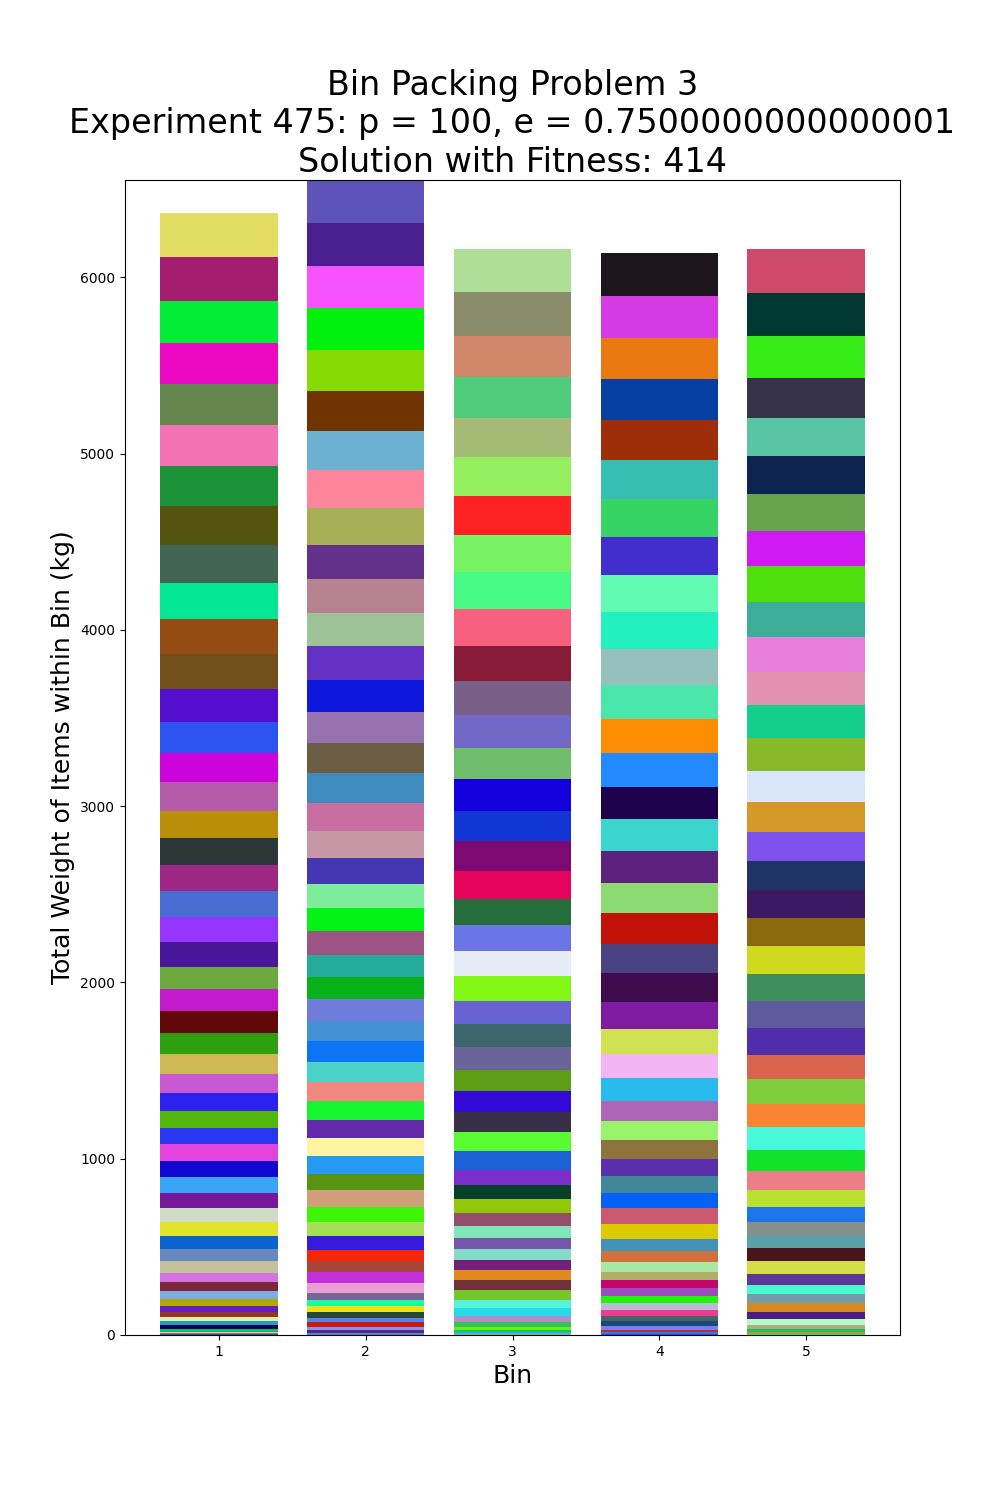 Bin Packing Problem 3
Experiment 475: p = 100, e = 0.7500000000000001
Solution with Fitness: 414
Total Weight of Items within Bin (kg)
6000
5000
4000
3000
2000
1000
0
1 2 3 4 5
Bin